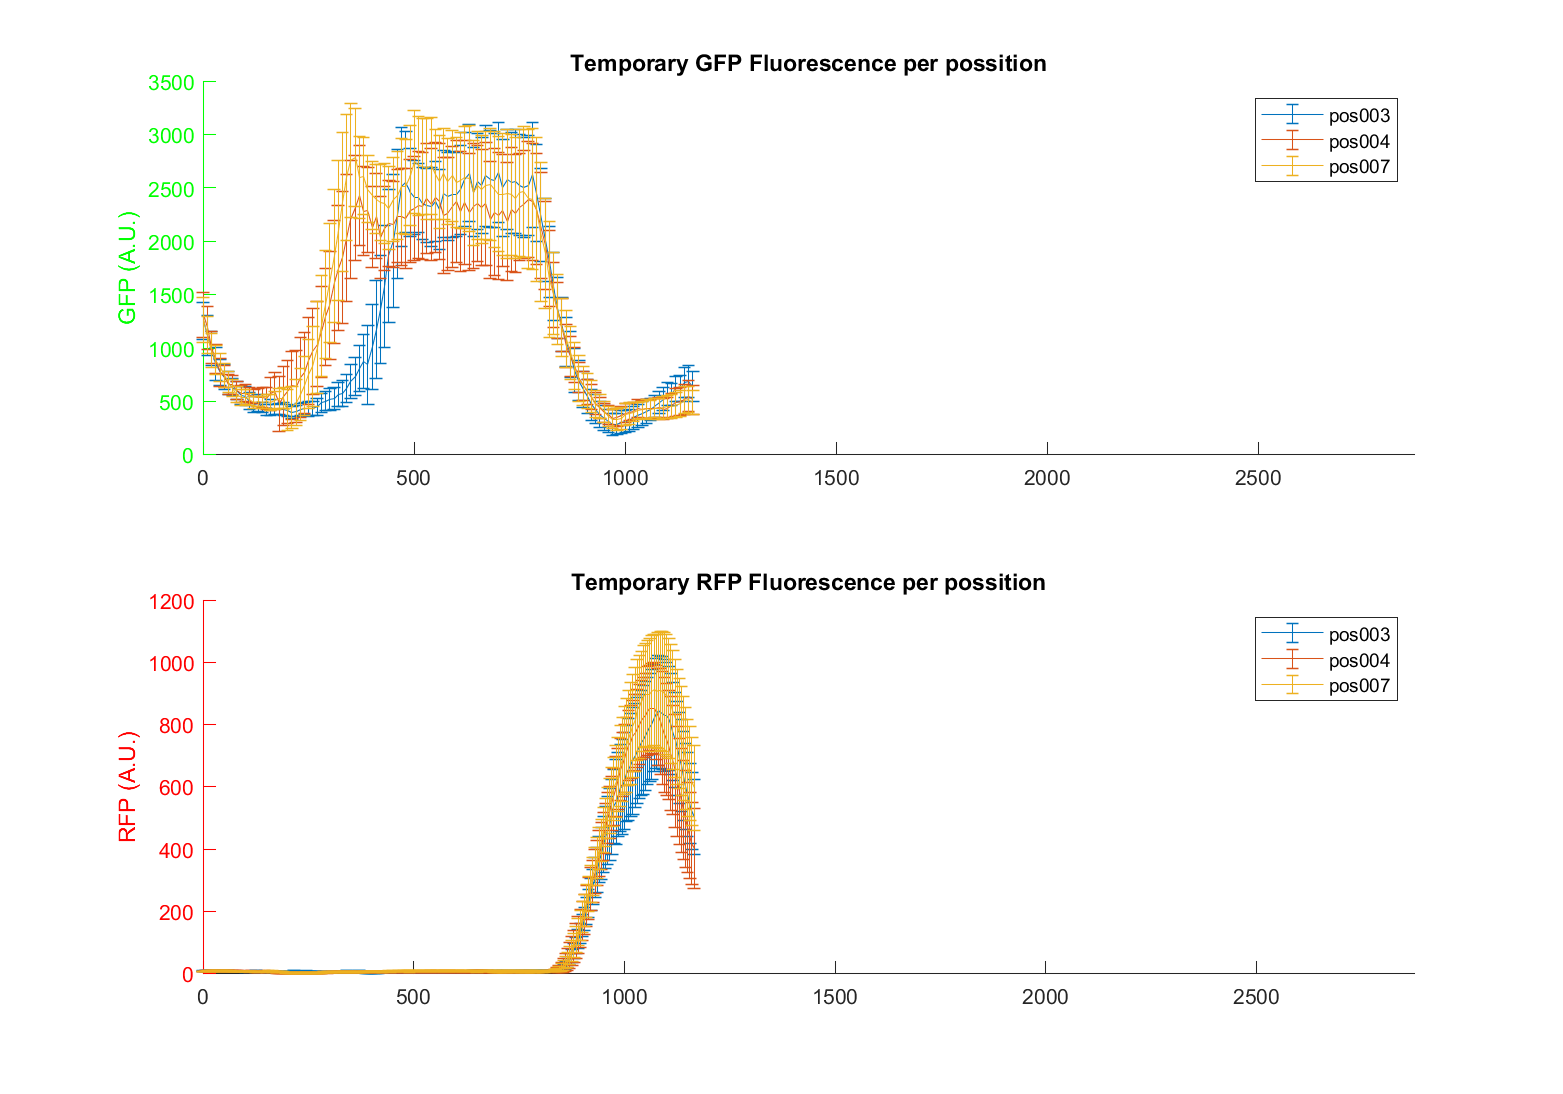 Temporary GFP Fluorescence per possition
GFP (A.U.)
3500
3000
2500
2000
1500
1000
500
0
0 500 1000 1500 2000 2500
pos003
pos004
pos007
Temporary RFP Fluorescence per possition
RFP (A.U.)
1200
1000
800
600
400
200
0
0 500 1000 1500 2000 2500
pos003
pos004
pos007